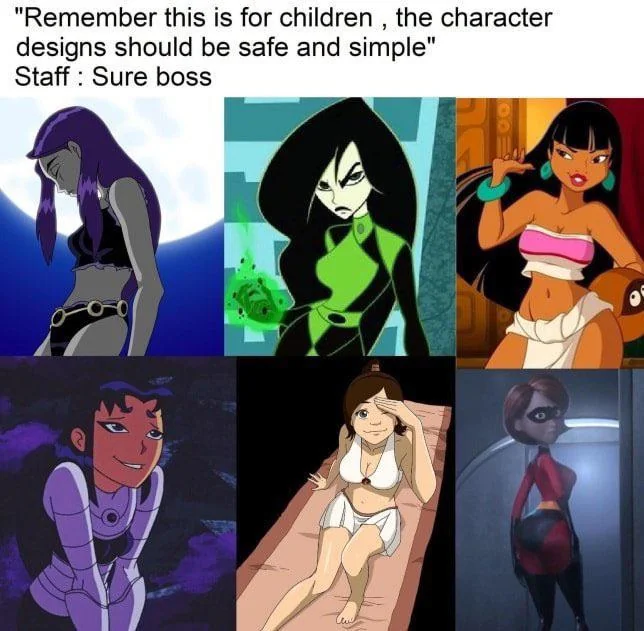 "Remember this is for children , the character
designs should be safe and simple"
Staff : Sure boss